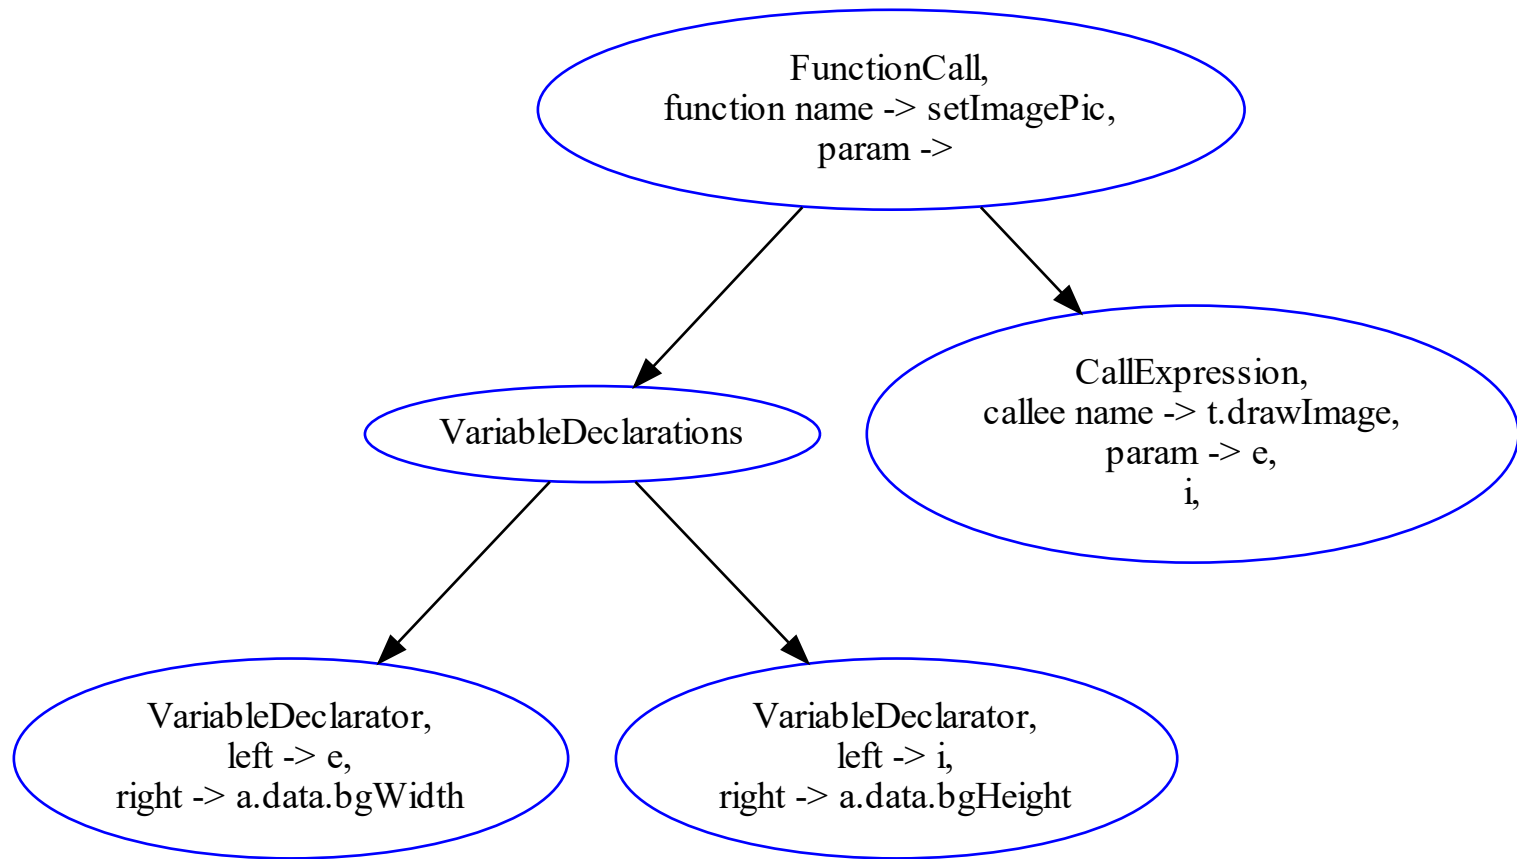 FunctionCall,
function name -> setImagePic,
param ->
CallExpression,
callee name -> t.drawImage,
param -> e,
i,
VariableDeclarations
VariableDeclarator,
left -> e,
right -> a.data.bgWidth
VariableDeclarator,
left -> i,
right -> a.data.bgHeight